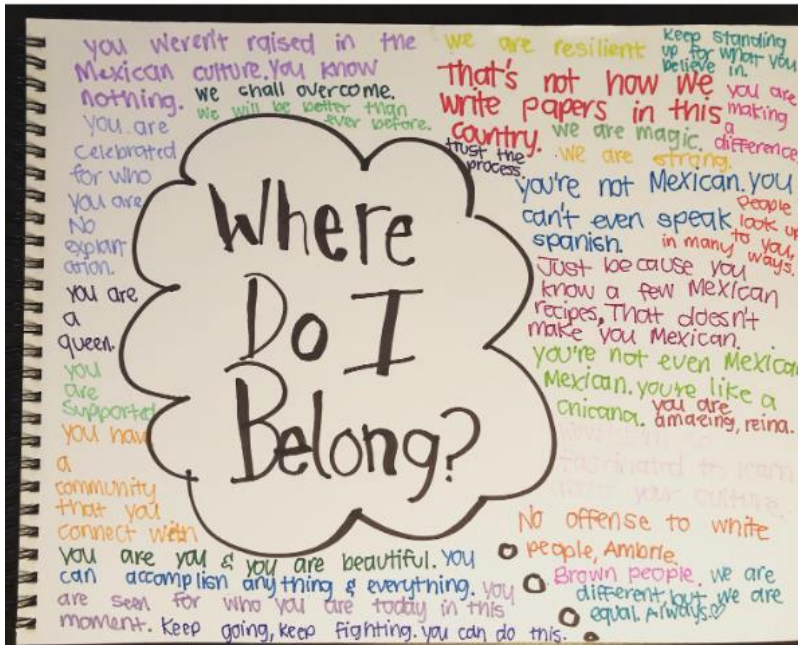 you weren't raised in the
Mexican culture. You know
nothing. we shall overcome.
we will be better than
ever before.
you are
celebrated
for who
you are
No
explant
ation.
you are
a
queen.
you
are
supported
you have
a
community
that you
connect with
you are you & you are beautiful. you
can accomplish anything & everything. you
are seen for who you are today in this
moment. Keep going, keep fighting. you can do this.
Where
Do I
Belong?
we are resilient
Keep standing
up for what you
believe in.
That's not how we
write papers in this
country.
you are
making
a
difference
we are magic.
trust the
process.
we are strong.
you're not Mexican. you
can't even speak
spanish.
People
look up
to you,
in many ways.
Just because you
know a few Mexican
recipes, That doesn't
make you Mexican.
you're not even Mexican
Mexican. you're like a
chicana.
you are
amazing, reina.
fascinated to learn
your culture.
No offense to white
people, Ambrie.
Brown people. we are
different but we are
equal. Always.